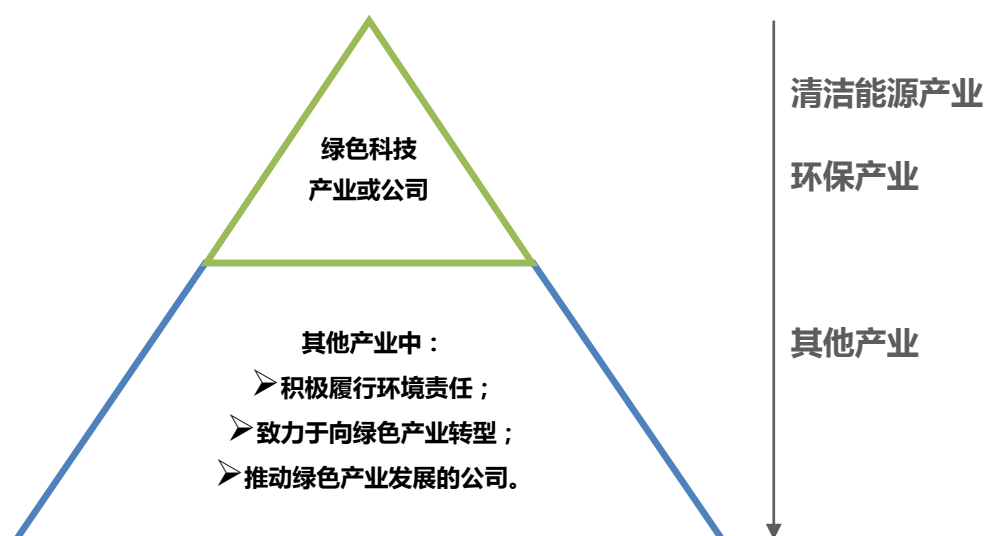 绿色科技
产业或公司
其他产业中：
➢积极履行环境责任；
➢致力于向绿色产业转型；
➢推动绿色产业发展的公司。
清洁能源产业
环保产业
其他产业